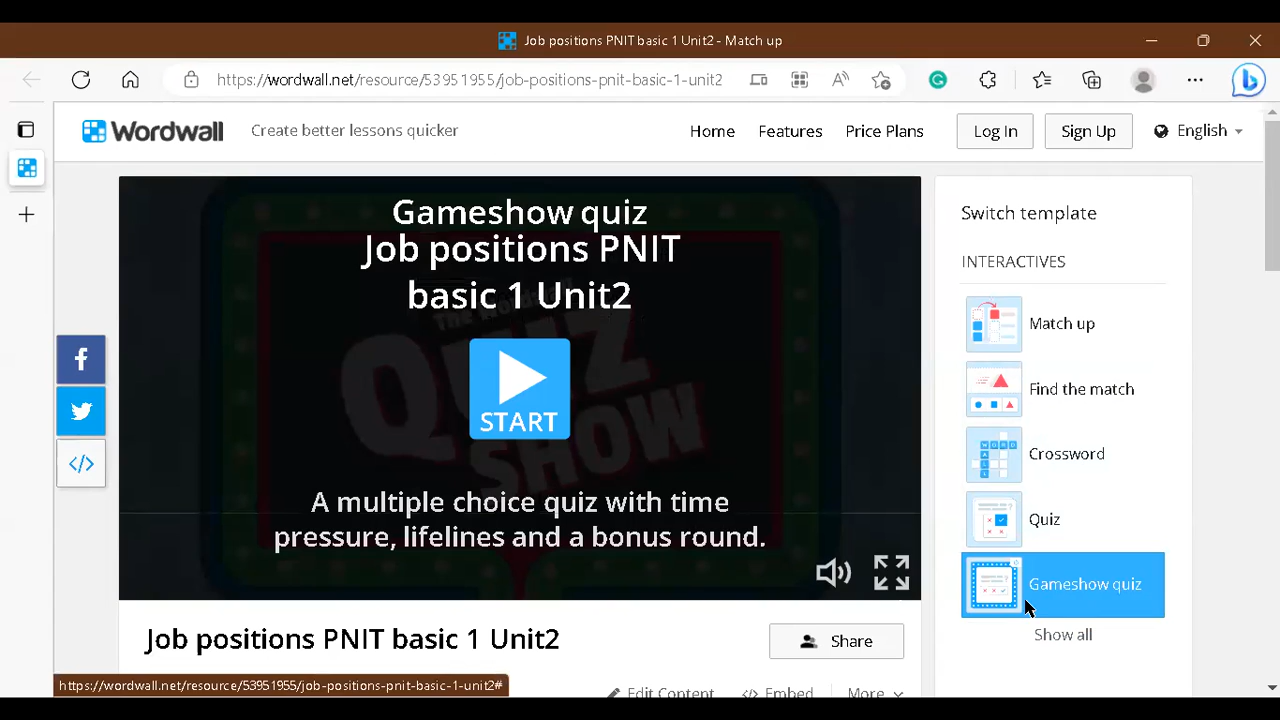 Job positions PNIT basic 1 Unit2 - Match up
https://wordwall.net/resource/53951955/job-positions-pnit-basic-1-unit2
Wordwall
Create better lessons quicker
Home
Features
Price Plans
Log In
Sign Up
English
Gameshow quiz
Job positions PNIT
basic 1 Unit2
START
A multiple choice quiz with time
pressure, lifelines and a bonus round.
QUIZ
SHOW
Switch template
INTERACTIVES
Match up
Find the match
Crossword
Quiz
Gameshow quiz
Show all
Job positions PNIT basic 1 Unit2
Share
https://wordwall.net/resource/53951955/job-positions-pnit-basic-1-unit2#
Edit Content
Embed
More